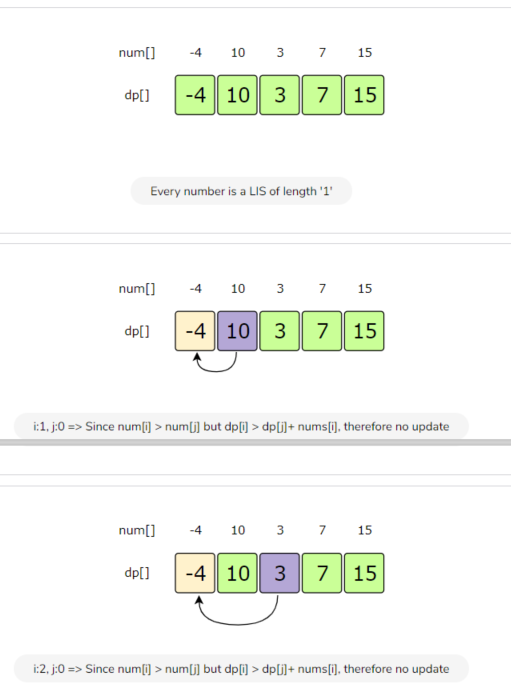 num[] -4 10 3 7 15
dp[] -4 10 3 7 15
Every number is a LIS of length '1'
num[] -4 10 3 7 15
dp[] -4 10 3 7 15
i:1, j:0 => Since num[i] > num[j] but dp[i] > dp[j]+ nums[i], therefore no update
num[] -4 10 3 7 15
dp[] -4 10 3 7 15
i:2, j:0 => Since num[i] > num[j] but dp[i] > dp[j]+ nums[i], therefore no update